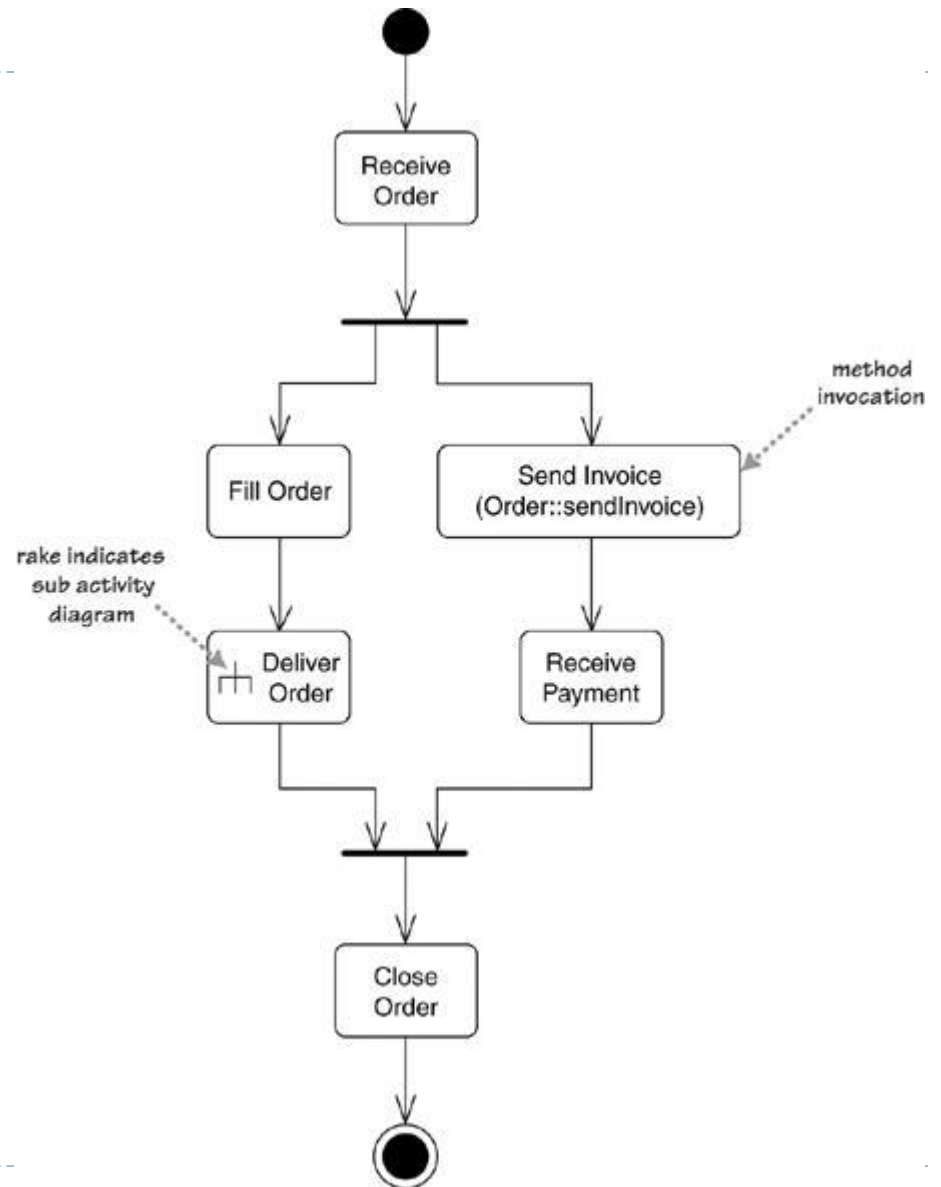 Receive
Order
method
invocation
Fill Order
Send Invoice
(Order::sendInvoice)
rake indicates
sub activity
diagram
Deliver
Order
Receive
Payment
Close
Order